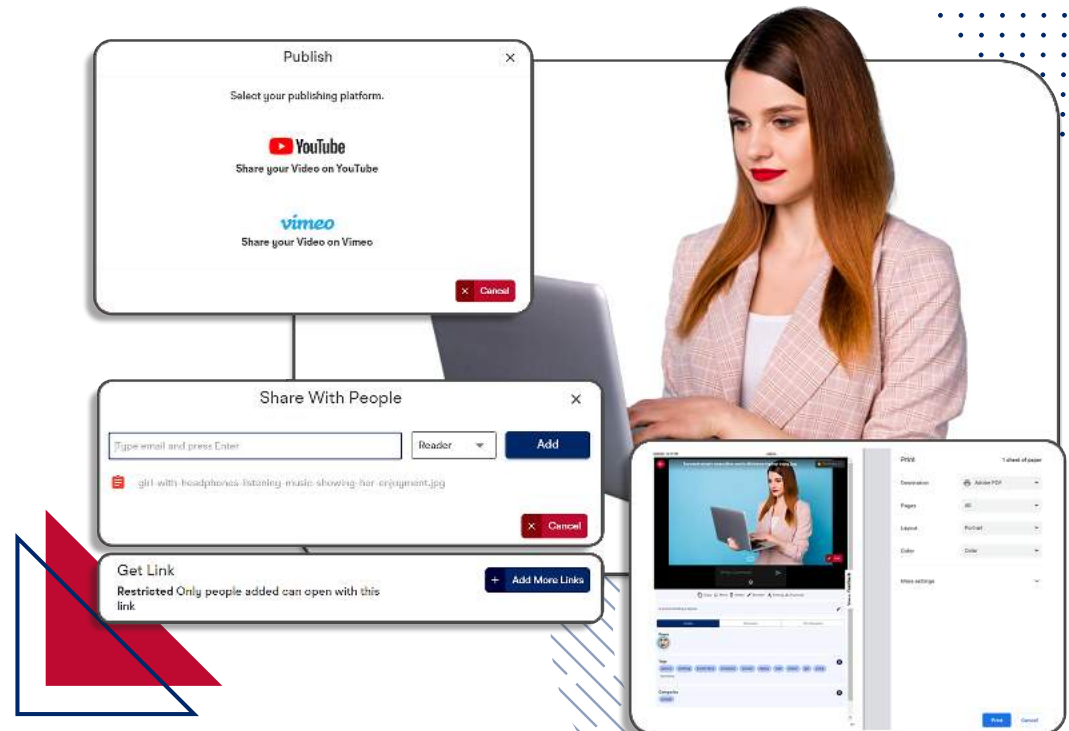 Publish
×
Select your publishing platform.
YouTube
Share your Video on YouTube
vimeo
Share your Video on Vimeo
× Cancel
Share With People
×
Type email and press Enter
Reader
Add
girl-with-headphones-listening-music-showing-her-enjoyment.jpg
× Cancel
Get Link
Restricted Only people added can open with this
link
+ Add More Links
Print
1 sheet of paper
Destination
Adobe PDF
Pages
All
Layout
Portrait
Color
Color
More settings
Print
Cancel